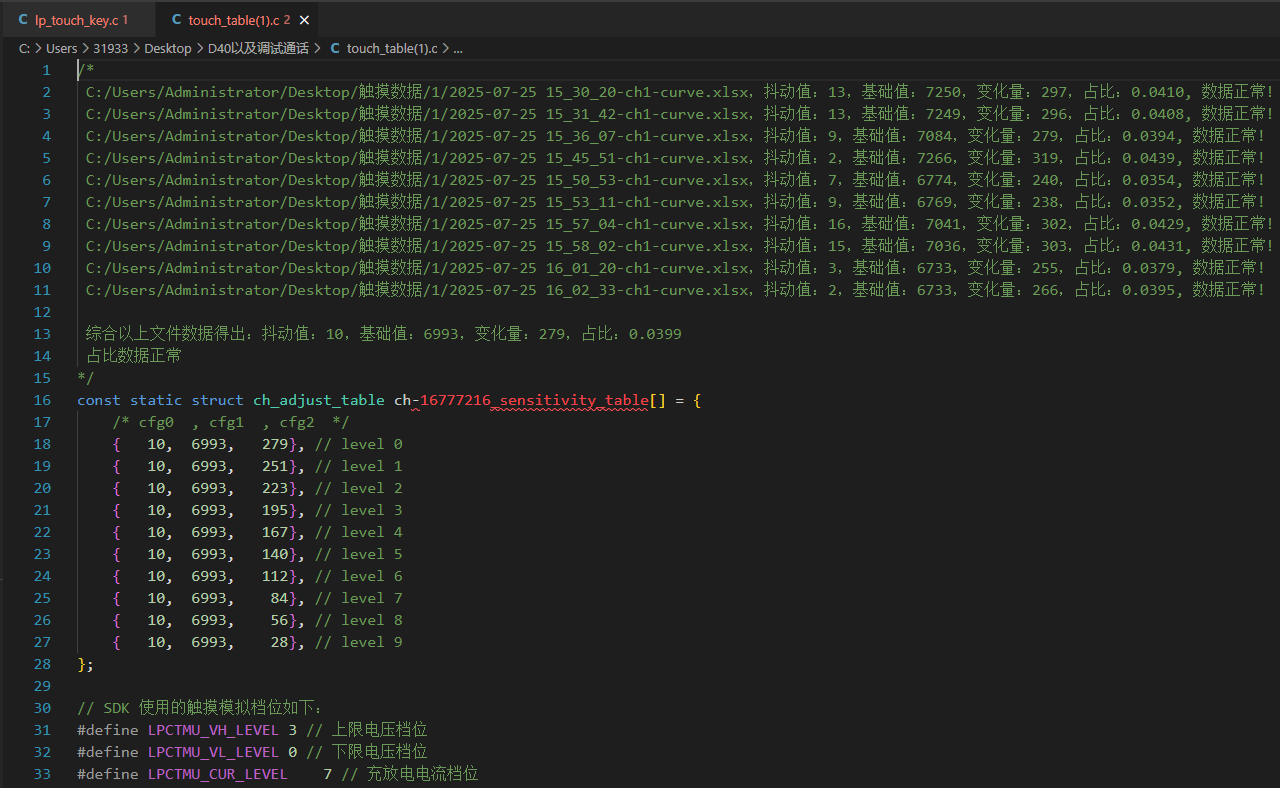 C lp_touch_key.c 1 C touch_table(1).c 2 ×
C: > Users > 31933 > Desktop > D40以及调试通话 > C touch_table(1).c > ...
1 /*
2 C:/Users/Administrator/Desktop/触摸数据/1/2025-07-25 15_30_20-ch1-curve.xlsx，抖动值：13，基础值：7250，变化量：297，占比：0.0410, 数据正常!
3 C:/Users/Administrator/Desktop/触摸数据/1/2025-07-25 15_31_42-ch1-curve.xlsx，抖动值：13，基础值：7249，变化量：296，占比：0.0408, 数据正常!
4 C:/Users/Administrator/Desktop/触摸数据/1/2025-07-25 15_36_07-ch1-curve.xlsx，抖动值：9，基础值：7084，变化量：279，占比：0.0394, 数据正常!
5 C:/Users/Administrator/Desktop/触摸数据/1/2025-07-25 15_45_51-ch1-curve.xlsx，抖动值：2，基础值：7266，变化量：319，占比：0.0439, 数据正常!
6 C:/Users/Administrator/Desktop/触摸数据/1/2025-07-25 15_50_53-ch1-curve.xlsx，抖动值：7，基础值：6774，变化量：240，占比：0.0354, 数据正常!
7 C:/Users/Administrator/Desktop/触摸数据/1/2025-07-25 15_53_11-ch1-curve.xlsx，抖动值：9，基础值：6769，变化量：238，占比：0.0352, 数据正常!
8 C:/Users/Administrator/Desktop/触摸数据/1/2025-07-25 15_57_04-ch1-curve.xlsx，抖动值：16，基础值：7041，变化量：302，占比：0.0429, 数据正常!
9 C:/Users/Administrator/Desktop/触摸数据/1/2025-07-25 15_58_02-ch1-curve.xlsx，抖动值：15，基础值：7036，变化量：303，占比：0.0431, 数据正常!
10 C:/Users/Administrator/Desktop/触摸数据/1/2025-07-25 16_01_20-ch1-curve.xlsx，抖动值：3，基础值：6733，变化量：255，占比：0.0379, 数据正常!
11 C:/Users/Administrator/Desktop/触摸数据/1/2025-07-25 16_02_33-ch1-curve.xlsx，抖动值：2，基础值：6733，变化量：266，占比：0.0395, 数据正常!
12
13 综合以上文件数据得出：抖动值：10，基础值：6993，变化量：279，占比：0.0399
14 占比数据正常
15 */
16 const static struct ch_adjust_table ch-16777216_sensitivity_table[] = {
17 /* cfg0 , cfg1 , cfg2 */
18 { 10, 6993, 279}, // level 0
19 { 10, 6993, 251}, // level 1
20 { 10, 6993, 223}, // level 2
21 { 10, 6993, 195}, // level 3
22 { 10, 6993, 167}, // level 4
23 { 10, 6993, 140}, // level 5
24 { 10, 6993, 112}, // level 6
25 { 10, 6993, 84}, // level 7
26 { 10, 6993, 56}, // level 8
27 { 10, 6993, 28}, // level 9
28 };
29
30 // SDK 使用的触摸模拟档位如下：
31 #define LPCTMU_VH_LEVEL 3 // 上限电压档位
32 #define LPCTMU_VL_LEVEL 0 // 下限电压档位
33 #define LPCTMU_CUR_LEVEL 7 // 充放电电流档位